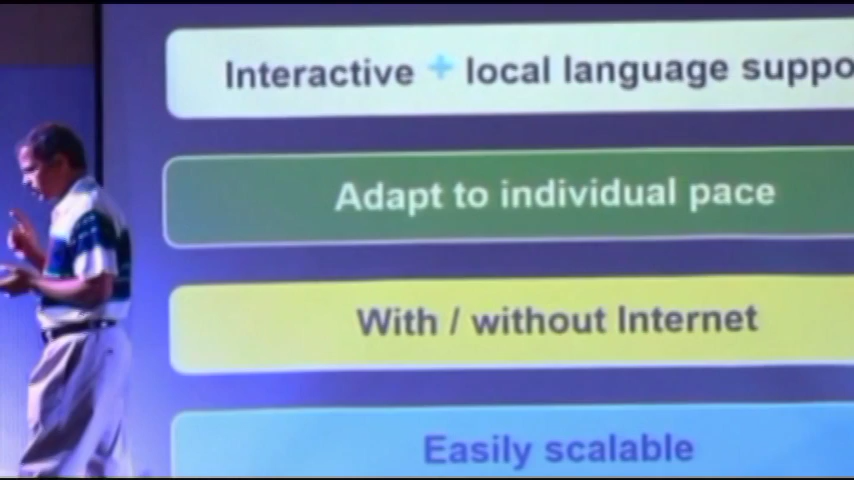 Interactive + local language suppo
Adapt to individual pace
With / without Internet
Easily scalable